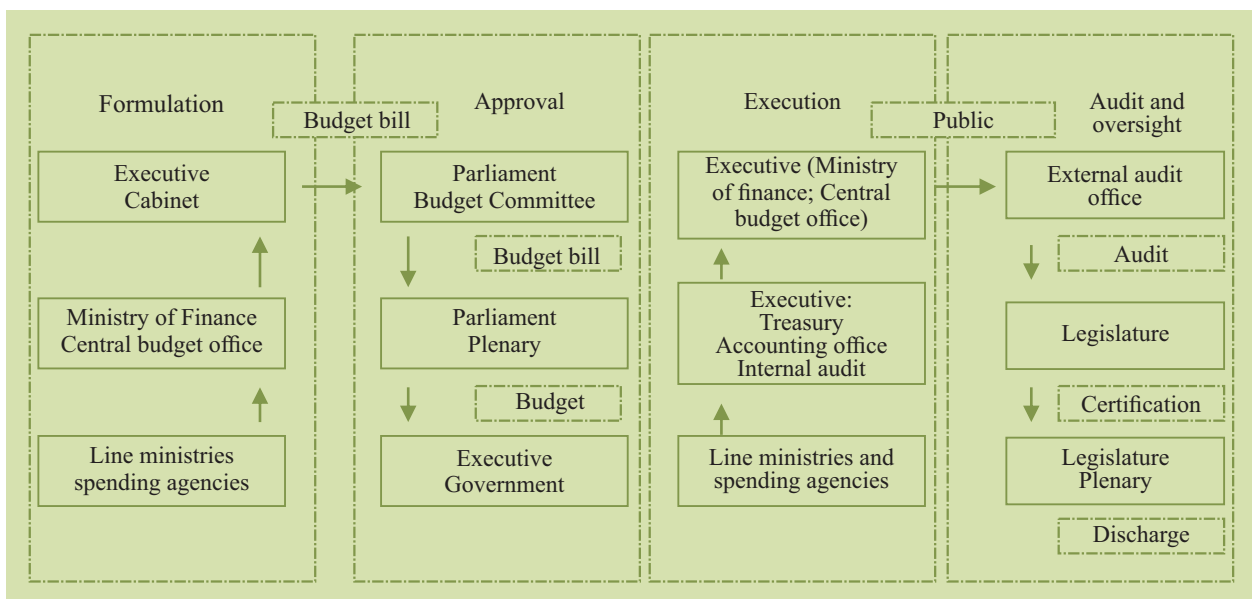 Formulation
Budget bill
Approval
Execution
Public
Audit and
oversight
Executive
Cabinet
Ministry of Finance
Central budget office
Line ministries
spending agencies
Parliament
Budget Committee
Budget bill
Parliament
Plenary
Budget
Executive
Government
Executive (Ministry
of finance; Central
budget office)
Executive:
Treasury
Accounting office
Internal audit
Line ministries and
spending agencies
External audit
office
Audit
Legislature
Certification
Legislature
Plenary
Discharge